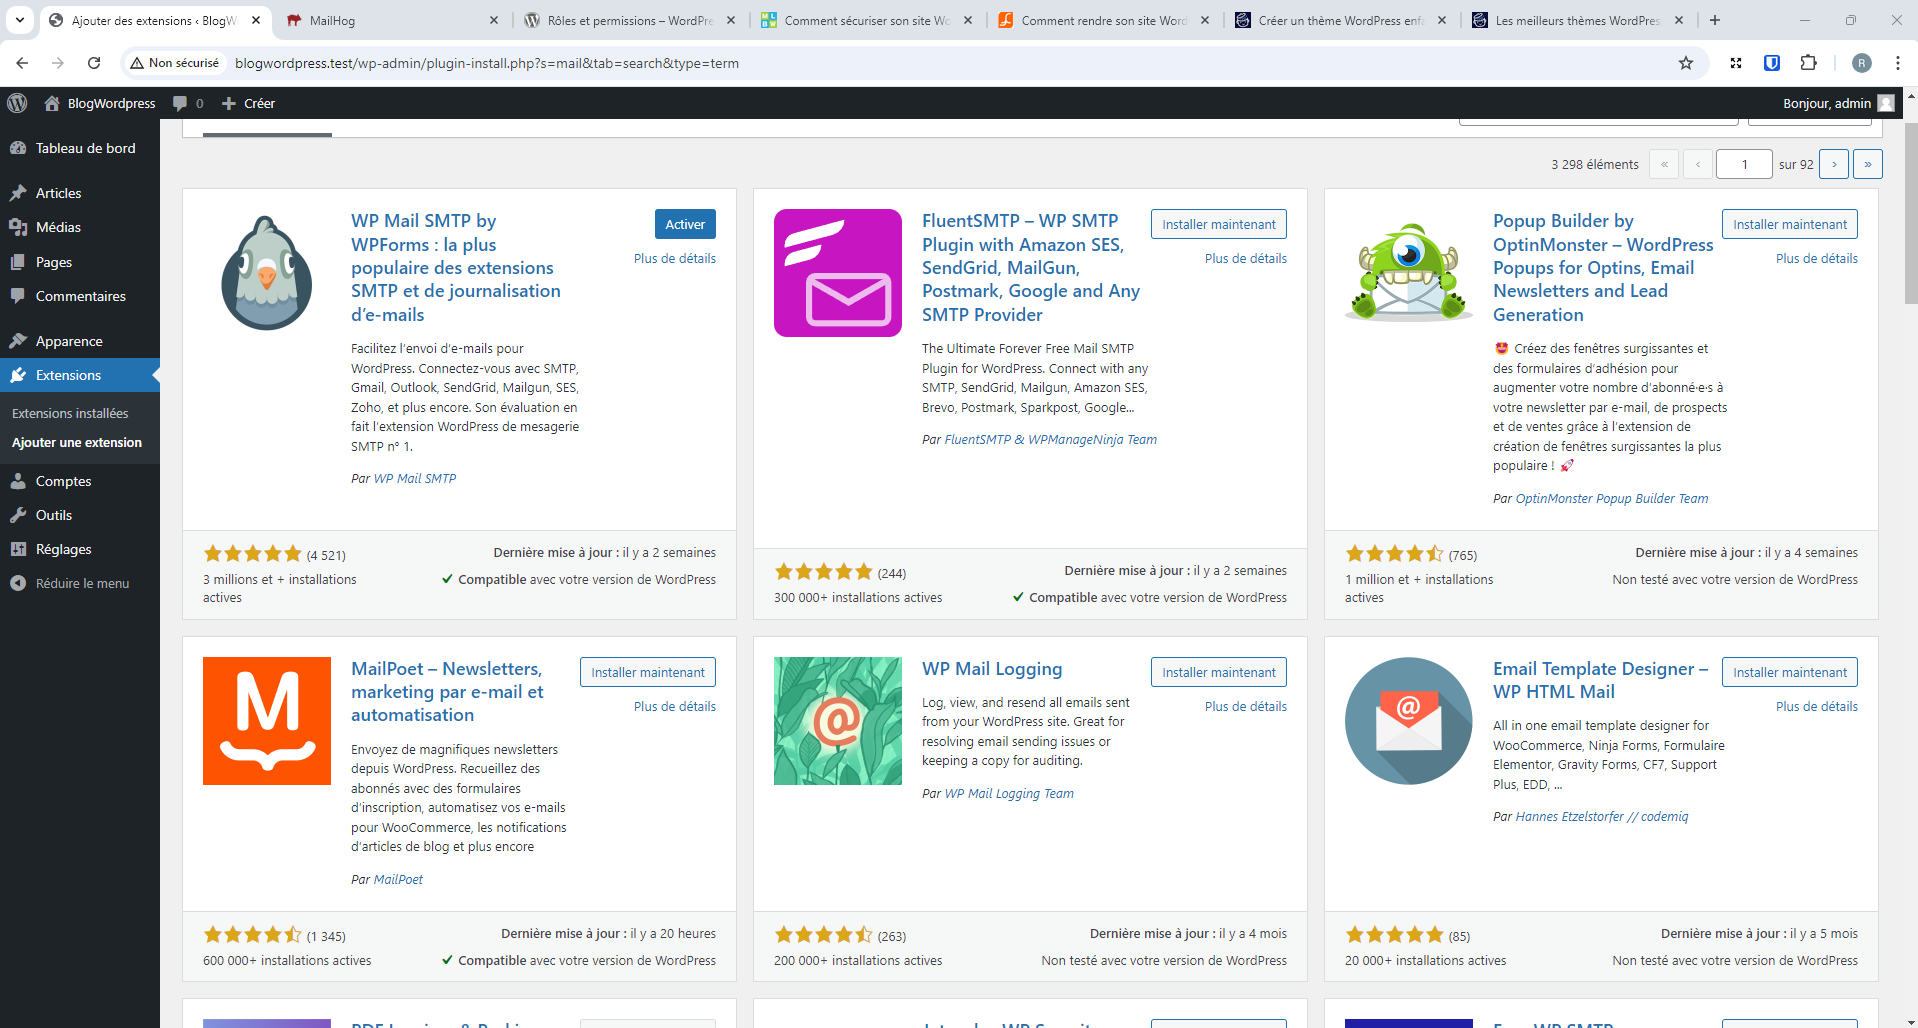 Ajouter des extensions ‹ BlogW
MailHog
Rôles et permissions – WordPre
Comment sécuriser son site Wo
Comment rendre son site Word
Créer un thème WordPress enfa
Les meilleurs thèmes WordPres
Non sécurisé
blogwordpress.test/wp-admin/plugin-install.php?s=mail&tab=search&type=term
R
BlogWordpress
0
Créer
Bonjour, admin
Tableau de bord
Articles
Médias
Pages
Commentaires
Apparence
Extensions
Extensions installées
Ajouter une extension
Comptes
Outils
Réglages
Réduire le menu
3 298 éléments « ‹ 1 sur 92 › »
WP Mail SMTP by
WPForms : la plus
populaire des extensions
SMTP et de journalisation
d’e-mails
Activer
Plus de détails
Facilitez l’envoi d’e-mails pour
WordPress. Connectez-vous avec SMTP,
Gmail, Outlook, SendGrid, Mailgun, SES,
Zoho, et plus encore. Son évaluation en
fait l’extension WordPress de mesagerie
SMTP n° 1.
Par WP Mail SMTP
(4 521)
3 millions et + installations
actives
Dernière mise à jour : il y a 2 semaines
Compatible avec votre version de WordPress
FluentSMTP – WP SMTP
Plugin with Amazon SES,
SendGrid, MailGun,
Postmark, Google and Any
SMTP Provider
Installer maintenant
Plus de détails
The Ultimate Forever Free Mail SMTP
Plugin for WordPress. Connect with any
SMTP, SendGrid, Mailgun, Amazon SES,
Brevo, Postmark, Sparkpost, Google...
Par FluentSMTP & WPManageNinja Team
(244)
300 000+ installations actives
Dernière mise à jour : il y a 2 semaines
Compatible avec votre version de WordPress
Popup Builder by
OptinMonster – WordPress
Popups for Optins, Email
Newsletters and Lead
Generation
Installer maintenant
Plus de détails
🤩 Créez des fenêtres surgissantes et
des formulaires d’adhésion pour
augmenter votre nombre d’abonné·e·s à
votre newsletter par e-mail, de prospects
et de ventes grâce à l’extension de
création de fenêtres surgissantes la plus
populaire ! 🚀
Par OptinMonster Popup Builder Team
(765)
1 million et + installations
actives
Dernière mise à jour : il y a 4 semaines
Non testé avec votre version de WordPress
M
MailPoet – Newsletters,
marketing par e-mail et
automatisation
Installer maintenant
Plus de détails
Envoyez de magnifiques newsletters
depuis WordPress. Recueillez des
abonnés avec des formulaires
d’inscription, automatisez vos e-mails
pour WooCommerce, les notifications
d’articles de blog et plus encore
Par MailPoet
(1 345)
600 000+ installations actives
Dernière mise à jour : il y a 20 heures
Compatible avec votre version de WordPress
@
WP Mail Logging
Installer maintenant
Plus de détails
Log, view, and resend all emails sent
from your WordPress site. Great for
resolving email sending issues or
keeping a copy for auditing.
Par WP Mail Logging Team
(263)
200 000+ installations actives
Dernière mise à jour : il y a 4 mois
Non testé avec votre version de WordPress
@
Email Template Designer –
WP HTML Mail
Installer maintenant
Plus de détails
All in one email template designer for
WooCommerce, Ninja Forms, Formulaire
Elementor, Gravity Forms, CF7, Support
Plus, EDD, ...
Par Hannes Etzelstorfer // codemiq
(85)
20 000+ installations actives
Dernière mise à jour : il y a 5 mois
Non testé avec votre version de WordPress